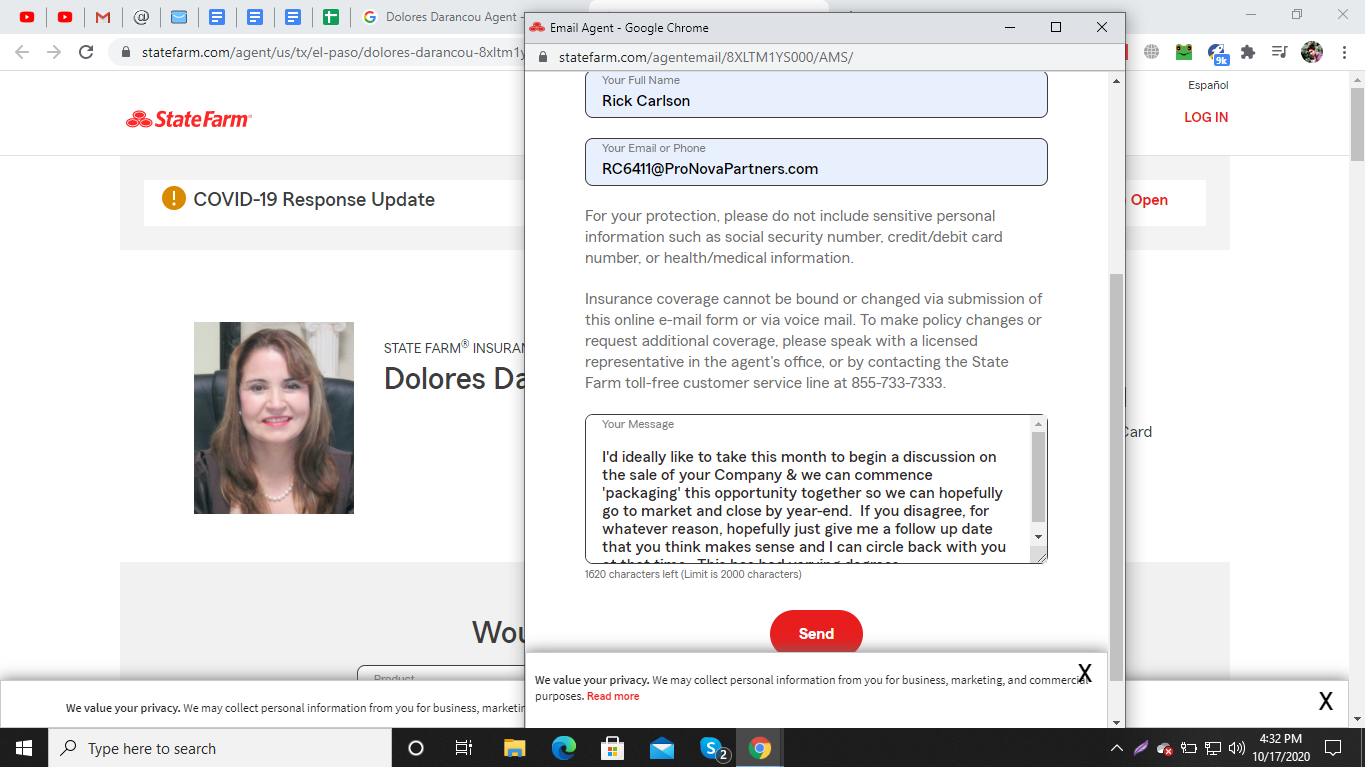 Dolores Darancou Agent -
Email Agent - Google Chrome
statefarm.com/agent/us/tx/el-paso/dolores-darancou-8xltm1y
statefarm.com/agentemail/8XLTM1YS000/AMS/
9k
Español
StateFarm
LOG IN
COVID-19 Response Update
Open
STATE FARM® INSURAN
Dolores Da
Card
Wou
Product
Your Full Name
Rick Carlson
Your Email or Phone
RC6411@ProNovaPartners.com
For your protection, please do not include sensitive personal
information such as social security number, credit/debit card
number, or health/medical information.
Insurance coverage cannot be bound or changed via submission of
this online e-mail form or via voice mail. To make policy changes or
request additional coverage, please speak with a licensed
representative in the agent's office, or by contacting the State
Farm toll-free customer service line at 855-733-7333.
Your Message
I'd ideally like to take this month to begin a discussion on
the sale of your Company & we can commence
'packaging' this opportunity together so we can hopefully
go to market and close by year-end. If you disagree, for
whatever reason, hopefully just give me a follow up date
that you think makes sense and I can circle back with you
at that time. This has had varying degrees
1620 characters left (Limit is 2000 characters)
Send
We value your privacy. We may collect personal information from you for business, marketing, and commercial
purposes. Read more
X
We value your privacy. We may collect personal information from you for business, marketin
X
Type here to search
2
4:32 PM
10/17/2020